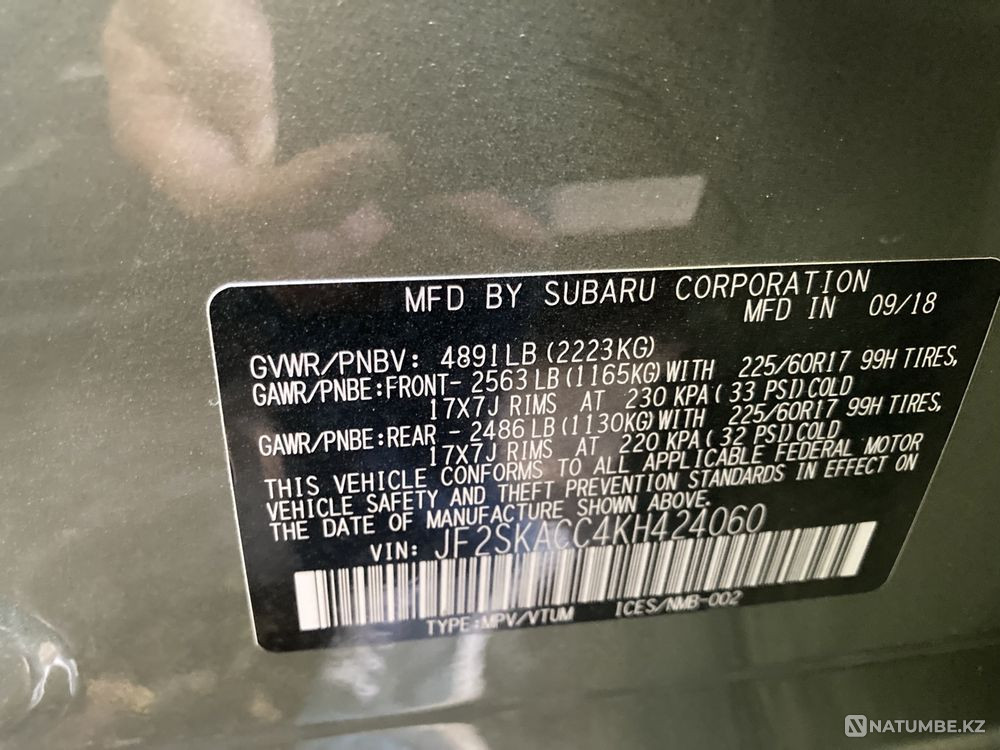 MFD BY SUBARU CORPORATION
MFD IN 09/18
GVWR/PNBV: 4891LB (2223KG)
GAWR/PNBE:FRONT- 2563 LB (1165KG) WITH 225/60R17 99H TIRES,
17X7J RIMS AT 230 KPA( 33 PSI) COLD
GAWR/PNBE:REAR - 2486 LB (1130KG) WITH 225/60R17 99H TIRES,
17X7J RIMS AT 220 KPA( 32 PSI) COLD
THIS VEHICLE CONFORMS TO ALL APPLICABLE FEDERAL MOTOR
VEHICLE SAFETY AND THEFT PREVENTION STANDARDS IN EFFECT ON
THE DATE OF MANUFACTURE SHOWN ABOVE.
VIN: JF2SKACC4KH424060
TYPE:MPV/VTUM ICES/NMB-002
NATUMBE.KZ